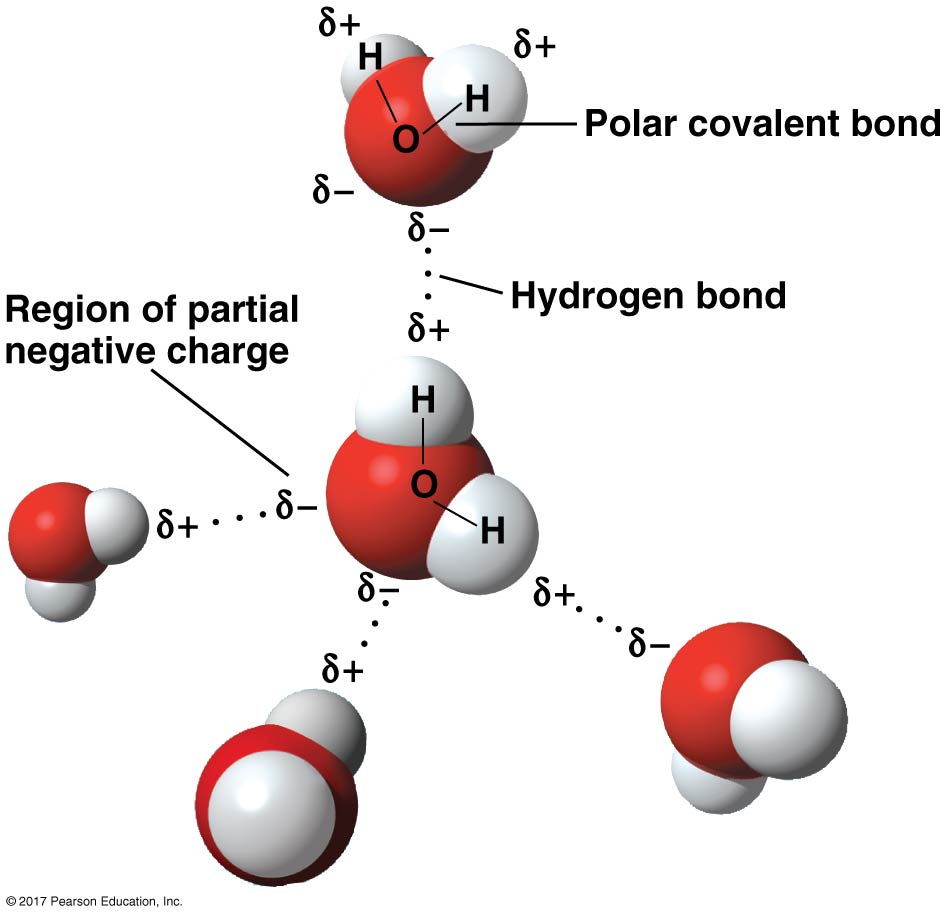 δ+
δ+
H
H
O
Polar covalent bond
δ−
δ−
Hydrogen bond
Region of partial
negative charge
δ+
H
O
H
δ−
δ+
δ−
δ+
δ−
δ+
© 2017 Pearson Education, Inc.